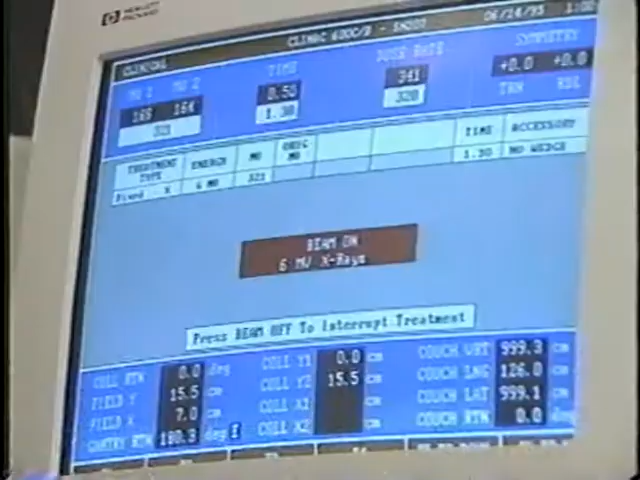 HEWLETT
PACKARD
CLINICAL CLINAC 600C/D - SN207 06/14/95
MU 1 MU 2 TIME DOSE RATE SYMMETRY
166 164 0.50 341 +0.0 +0.0
321 1.30 320 TRN
TREATMENT TYPE ENERGY MU TIME ACCESSORY
Fixed X 6 MV 321 1.30 NO WEDGE
BEAM ON
6 MV X-Rays
Press BEAM OFF To Interrupt Treatment
COLL RTN 0.0 deg COLL Y1 0.0 cm COUCH VRT 999.3 cm
FIELD Y 15.5 cm COLL Y2 15.5 cm COUCH LNG 126.0 cm
FIELD X 7.0 cm COLL X1 cm COUCH LAT 999.1 cm
GANTRY RTN 180.3 deg COLL X2 cm COUCH RTN 0.0 deg